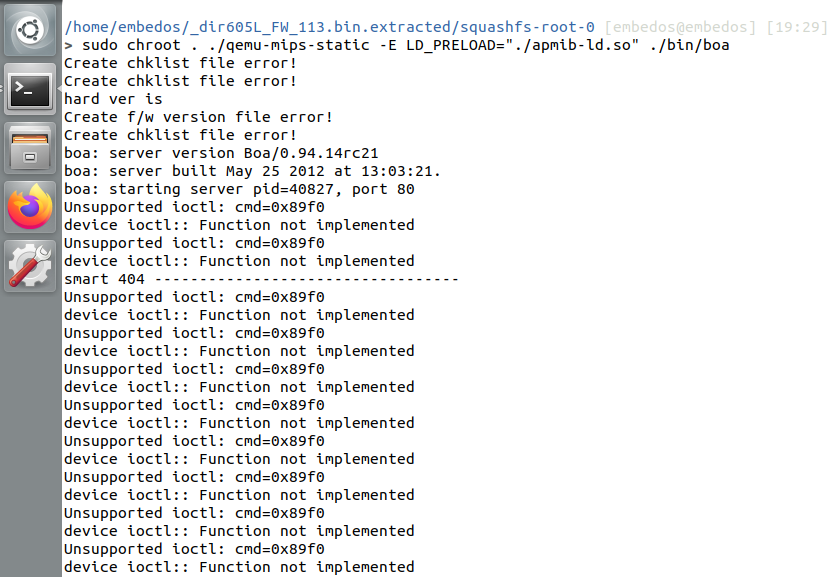 /home/embedos/_dir605L_FW_113.bin.extracted/squashfs-root-0 [embedos@embedos] [19:29]
> sudo chroot . ./qemu-mips-static -E LD_PRELOAD="./apmib-ld.so" ./bin/boa
Create chklist file error!
Create chklist file error!
hard ver is
Create f/w version file error!
Create chklist file error!
boa: server version Boa/0.94.14rc21
boa: server built May 25 2012 at 13:03:21.
boa: starting server pid=40827, port 80
Unsupported ioctl: cmd=0x89f0
device ioctl:: Function not implemented
Unsupported ioctl: cmd=0x89f0
device ioctl:: Function not implemented
smart 404 ----------------------------------
Unsupported ioctl: cmd=0x89f0
device ioctl:: Function not implemented
Unsupported ioctl: cmd=0x89f0
device ioctl:: Function not implemented
Unsupported ioctl: cmd=0x89f0
device ioctl:: Function not implemented
Unsupported ioctl: cmd=0x89f0
device ioctl:: Function not implemented
Unsupported ioctl: cmd=0x89f0
device ioctl:: Function not implemented
Unsupported ioctl: cmd=0x89f0
device ioctl:: Function not implemented
Unsupported ioctl: cmd=0x89f0
device ioctl:: Function not implemented
Unsupported ioctl: cmd=0x89f0
device ioctl:: Function not implemented